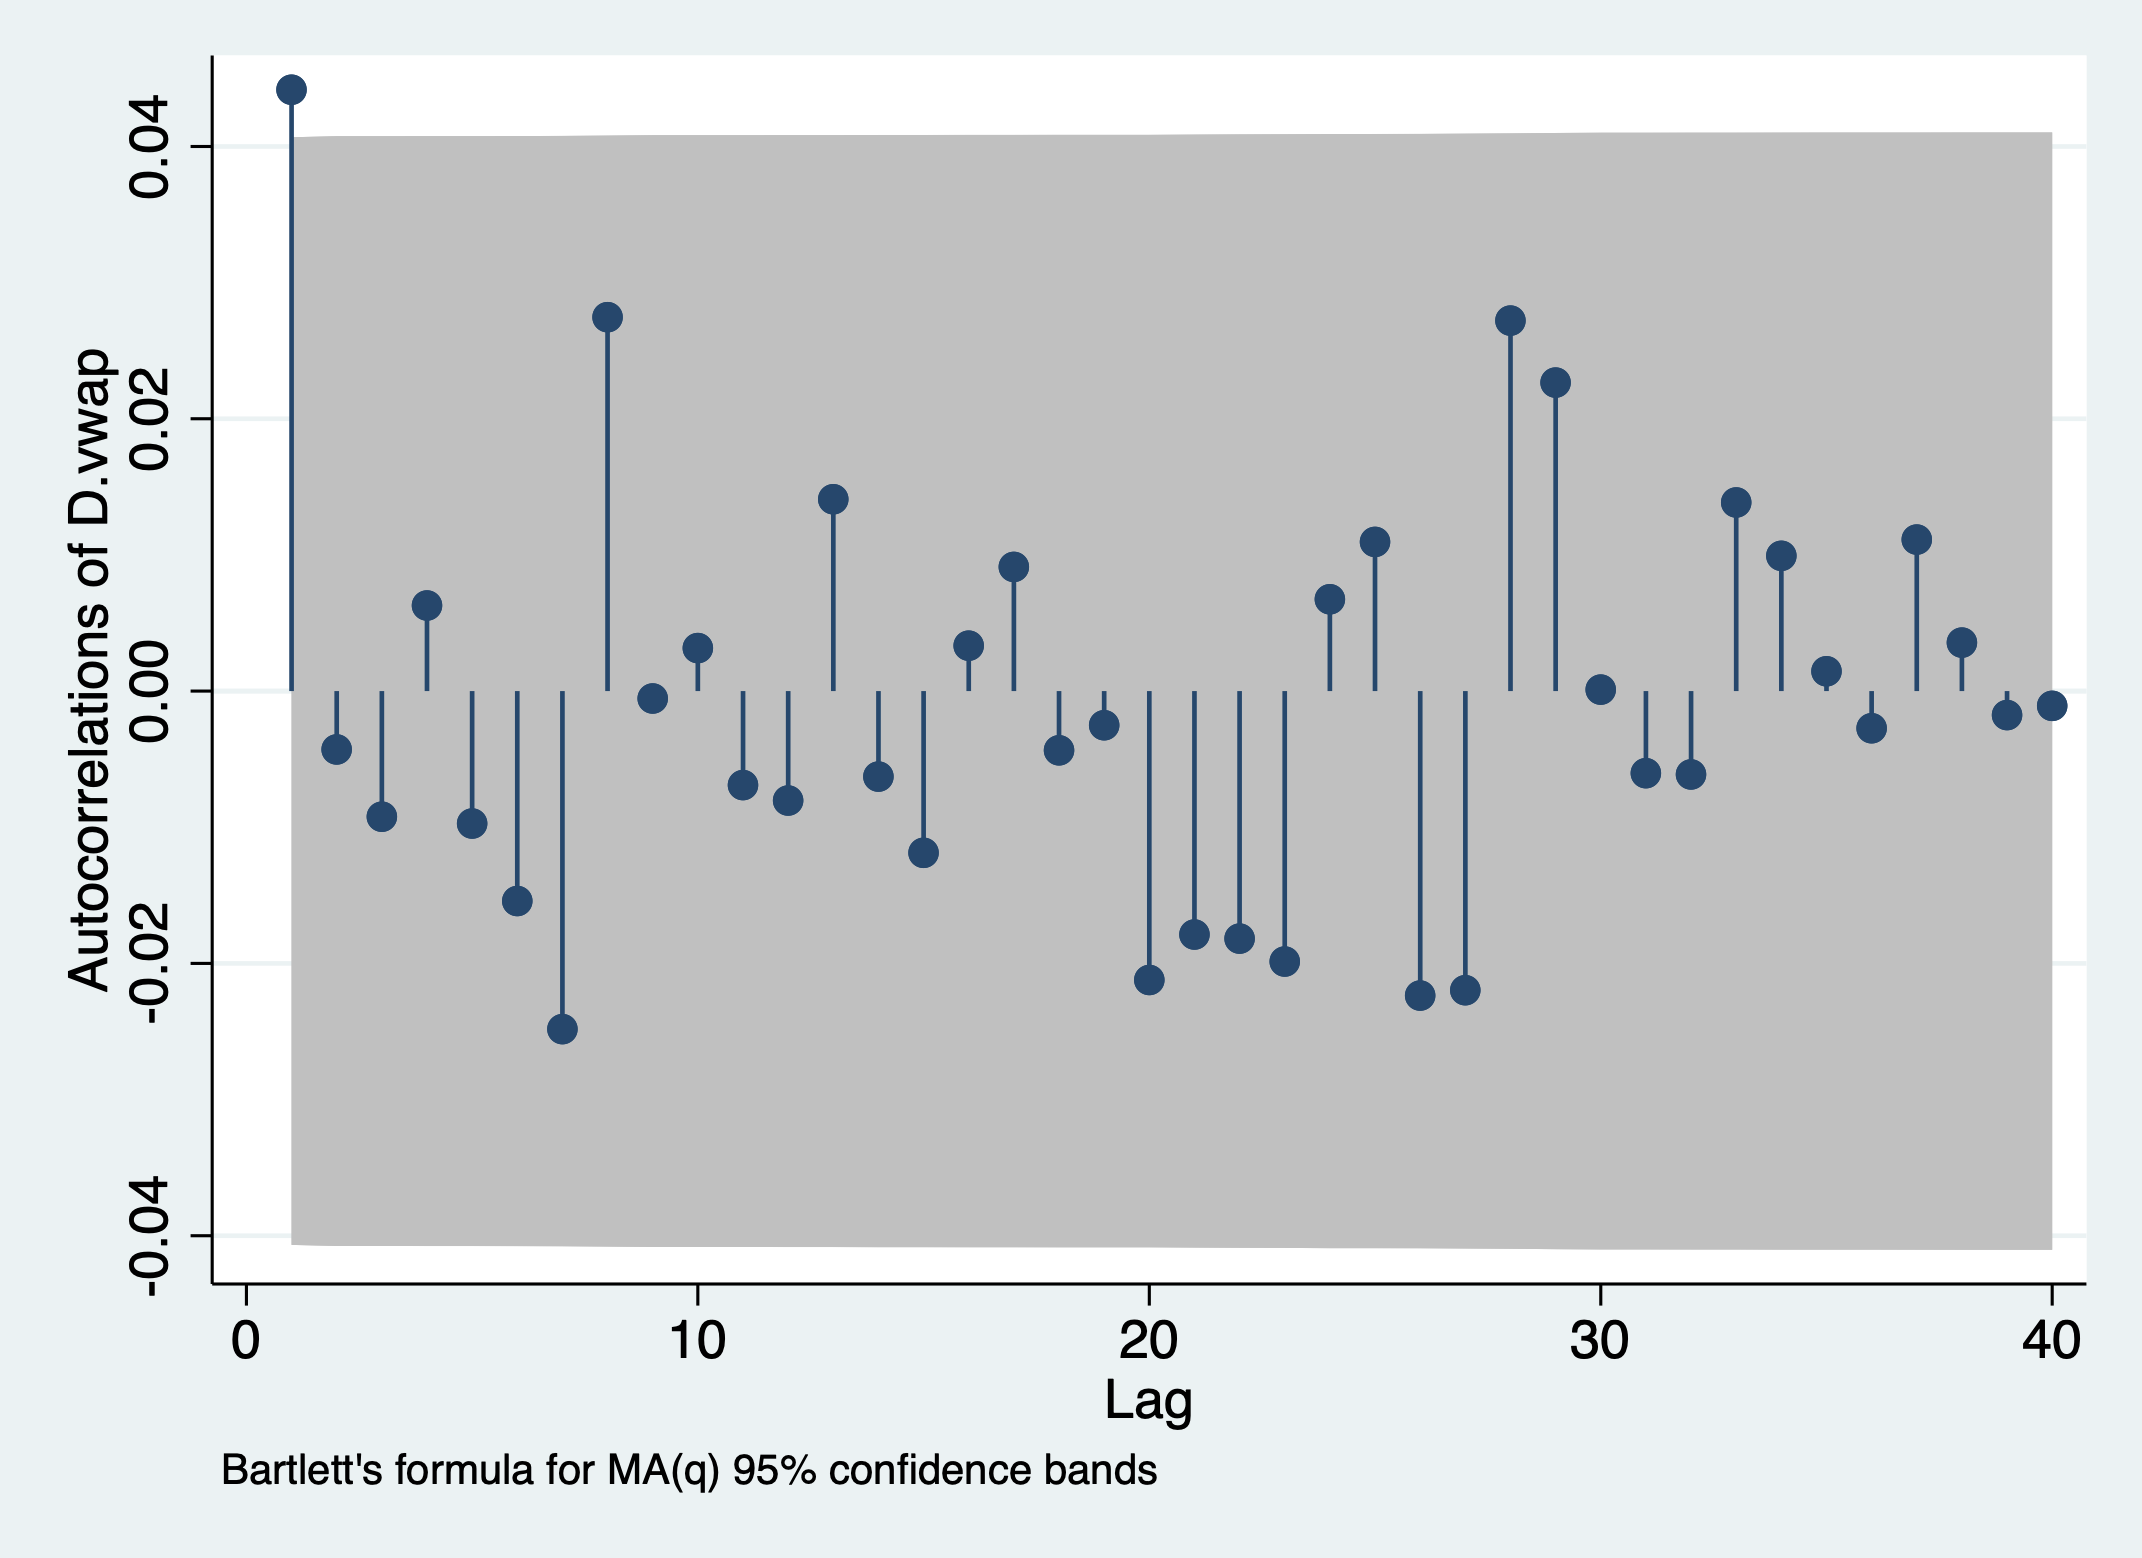 Autocorrelations of D.vwap
0.04
0.02
0.00
-0.02
-0.04
0 10 20 30 40
Lag
Bartlett's formula for MA(q) 95% confidence bands